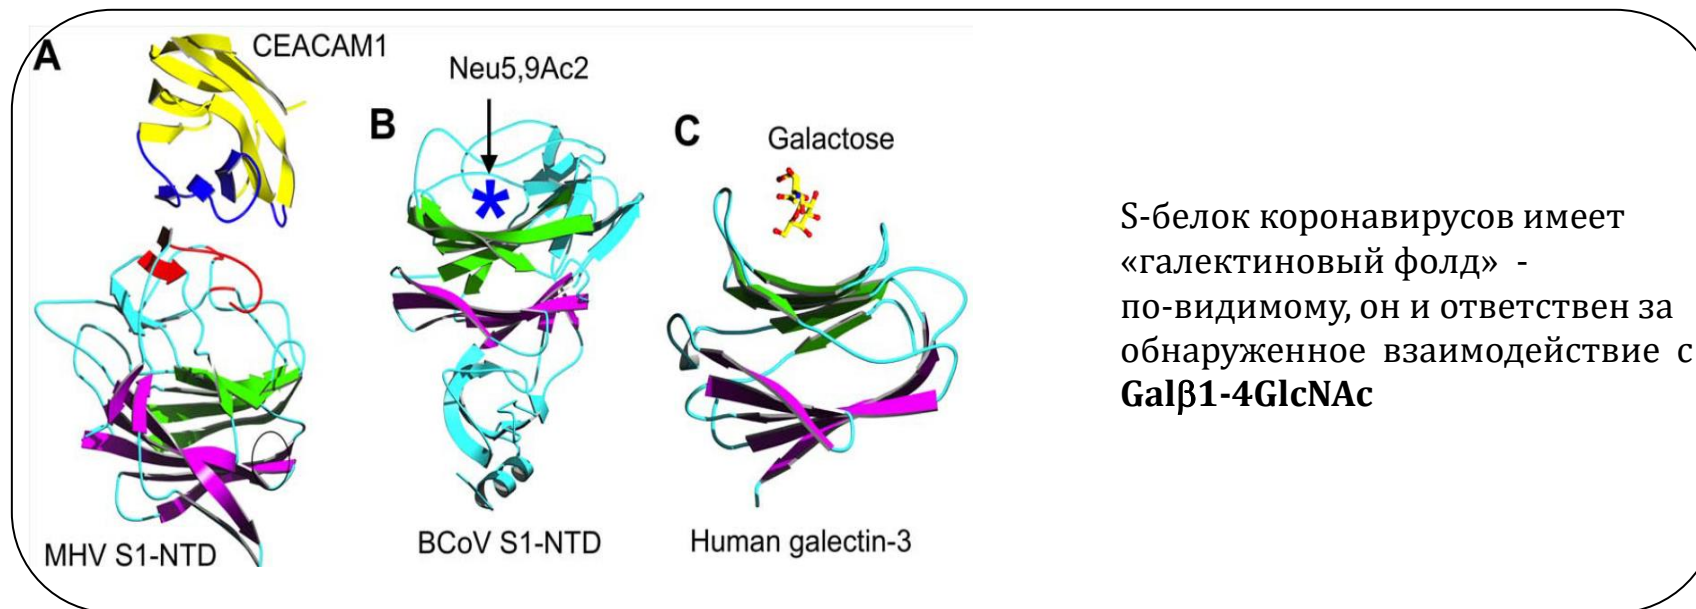 A
CEACAM1
Neu5,9Ac2
B
C
Galactose
MHV S1-NTD
BCoV S1-NTD
Human galectin-3
S-белок коронавирусов имеет
«галектиновый фолд» -
по-видимому, он и ответствен за
обнаруженное взаимодействие с
Galβ1-4GlcNAc